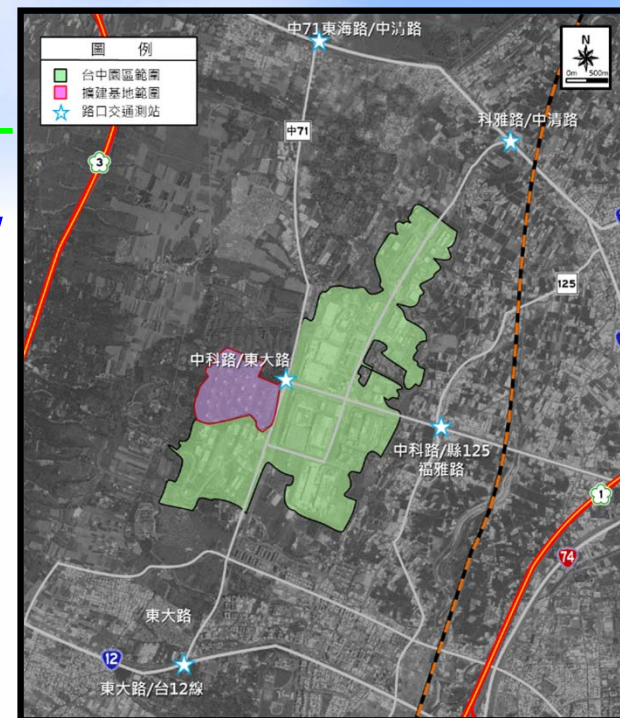 圖 例
台中園區範圍
擴建基地範圍
路口交通測站
中71東海路/中清路
N
0m 500m
科雅路/中清路
中71
3
125
中科路/東大路
中科路/縣125
福雅路
1
74
東大路
12
東大路/台12線